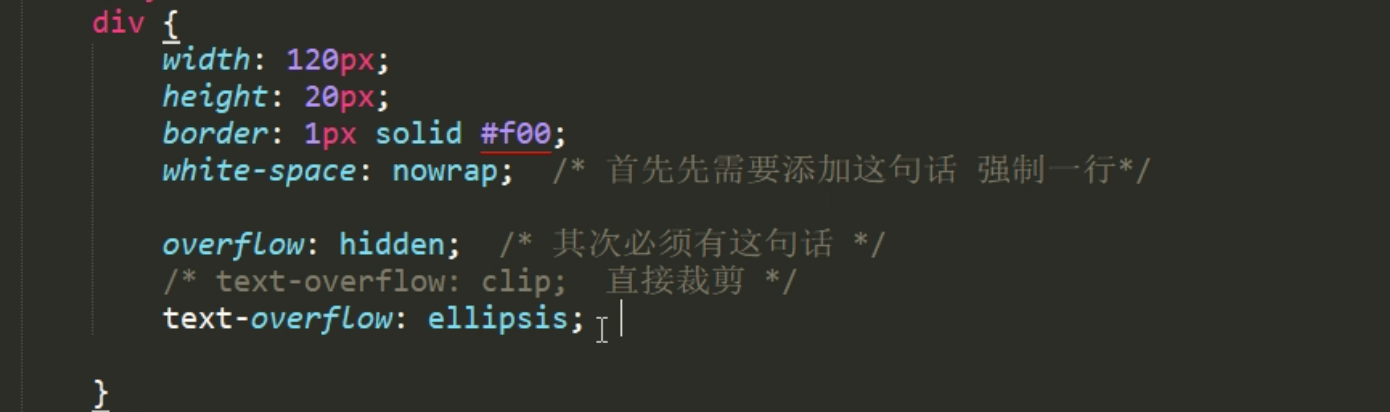 div {
width: 120px;
height: 20px;
border: 1px solid #f00;
white-space: nowrap; /* 首先先需要添加这句话 强制一行*/
overflow: hidden; /* 其次必须有这句话 */
/* text-overflow: clip; 直接裁剪 */
text-overflow: ellipsis;
}